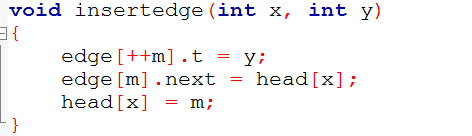 void insertedge(int x, int y)
{
    edge[++m].t = y;
    edge[m].next = head[x];
    head[x] = m;
}